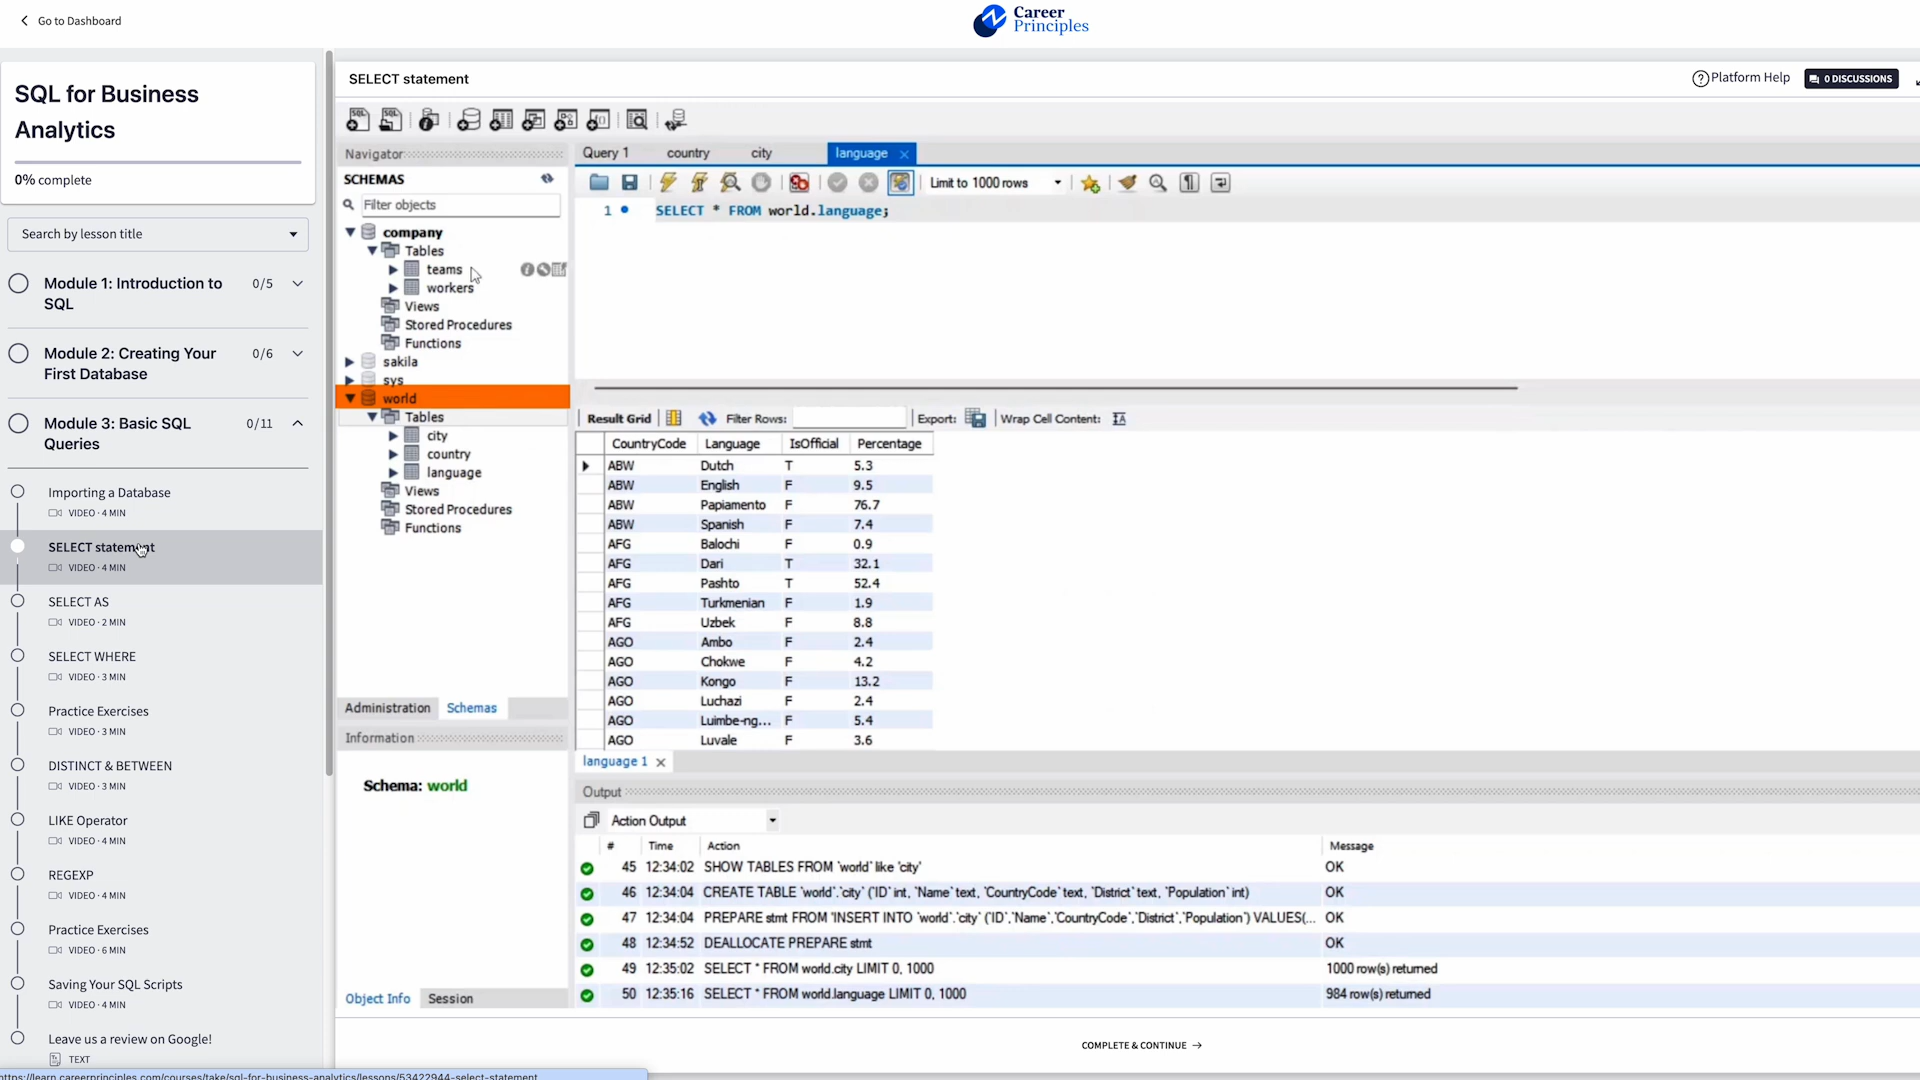 Go to Dashboard
Career
Principles
SQL for Business
Analytics
0% complete
Search by lesson title
Module 1: Introduction to
SQL
0/5
Module 2: Creating Your
First Database
0/6
Module 3: Basic SQL
Queries
0/11
Importing a Database
VIDEO · 4 MIN
SELECT statement
VIDEO · 4 MIN
SELECT AS
VIDEO · 2 MIN
SELECT WHERE
VIDEO · 3 MIN
Practice Exercises
VIDEO · 3 MIN
DISTINCT & BETWEEN
VIDEO · 3 MIN
LIKE Operator
VIDEO · 4 MIN
REGEXP
VIDEO · 4 MIN
Practice Exercises
VIDEO · 6 MIN
Saving Your SQL Scripts
VIDEO · 4 MIN
Leave us a review on Google!
TEXT
https://learn.careerprinciples.com/courses/take/sql-for-business-analytics/lessons/53422944-select-statement
SELECT statement
Platform Help
0 DISCUSSIONS
Navigator
SCHEMAS
Filter objects
company
Tables
teams
workers
Views
Stored Procedures
Functions
sakila
sys
world
Tables
city
country
language
Views
Stored Procedures
Functions
Administration Schemas
Information
Schema: world
Object Info Session
Query 1 country city language
Limit to 1000 rows
1 SELECT * FROM world.language;
Result Grid Filter Rows: Export: Wrap Cell Content:
CountryCode Language IsOfficial Percentage
ABW Dutch T 5.3
ABW English F 9.5
ABW Papiamento F 76.7
ABW Spanish F 7.4
AFG Balochi F 0.9
AFG Dari T 32.1
AFG Pashto T 52.4
AFG Turkmenian F 1.9
AFG Uzbek F 8.8
AGO Ambo F 2.4
AGO Chokwe F 4.2
AGO Kongo F 13.2
AGO Luchazi F 2.4
AGO Luimbe-ng... F 5.4
AGO Luvale F 3.6
language 1
Output
Action Output
# Time Action Message
45 12:34:02 SHOW TABLES FROM `world` like 'city' OK
46 12:34:04 CREATE TABLE `world`.`city` (`ID` int, `Name` text, `CountryCode` text, `District` text, `Population` int) OK
47 12:34:04 PREPARE stmt FROM 'INSERT INTO `world`.`city` (`ID`,`Name`,`CountryCode`,`District`,`Population`) VALUES(... OK
48 12:34:52 DEALLOCATE PREPARE stmt OK
49 12:35:02 SELECT * FROM world.city LIMIT 0, 1000 1000 row(s) returned
50 12:35:16 SELECT * FROM world.language LIMIT 0, 1000 984 row(s) returned
COMPLETE & CONTINUE →